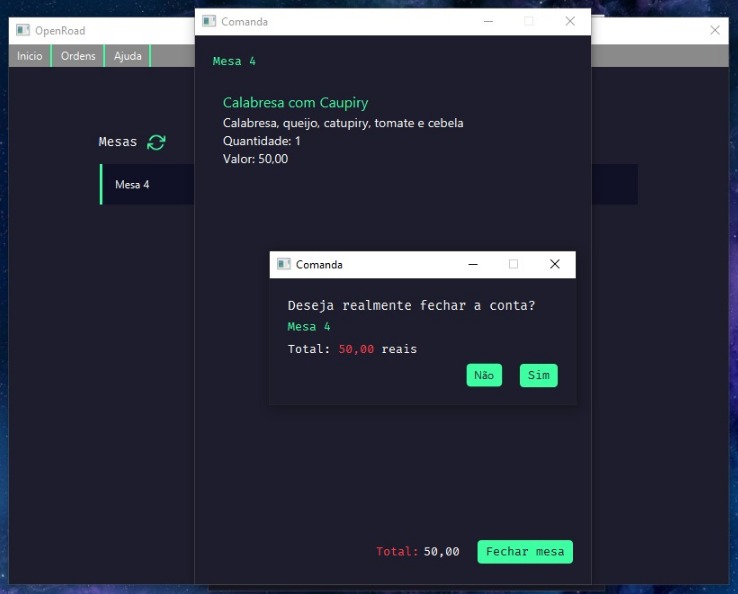 OpenRoad
Inicio Ordens Ajuda
Mesas
Mesa 4
Comanda
Mesa 4
Calabresa com Caupiry
Calabresa, queijo, catupiry, tomate e cebela
Quantidade: 1
Valor: 50,00
Comanda
Deseja realmente fechar a conta?
Mesa 4
Total: 50,00 reais
Não Sim
Total: 50,00 Fechar mesa